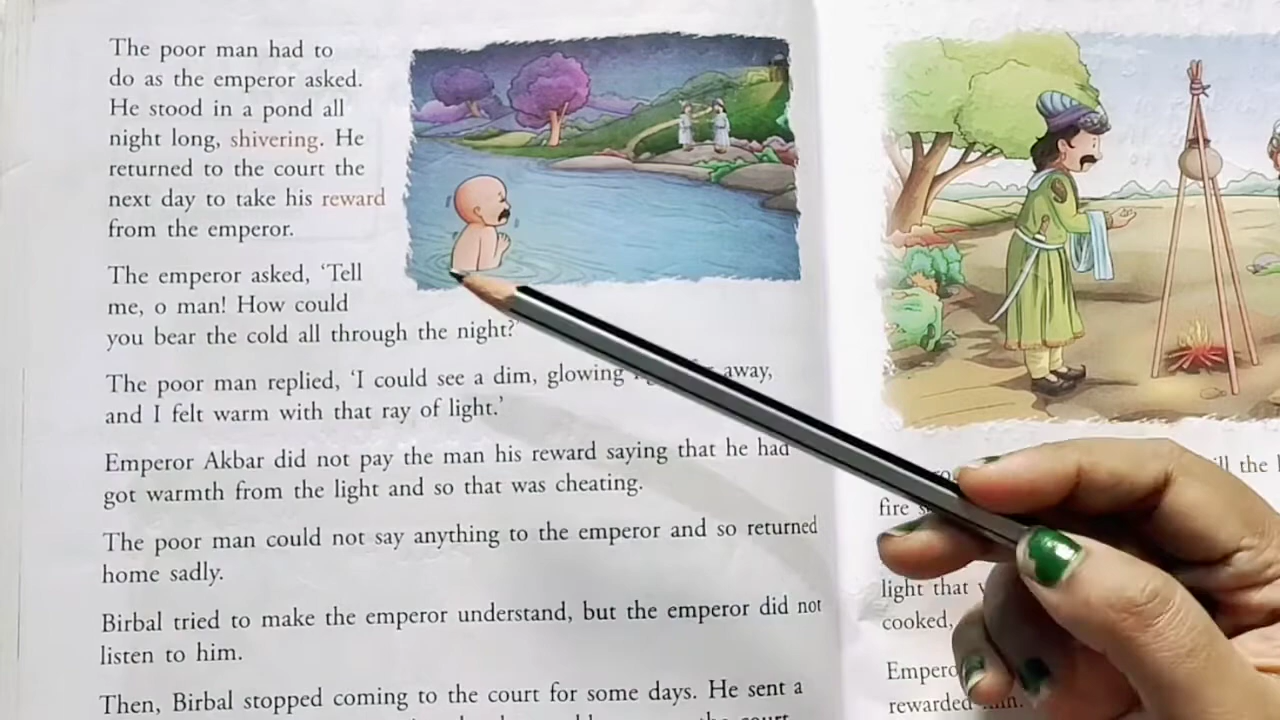 The poor man had to
do as the emperor asked.
He stood in a pond all
night long, shivering. He
returned to the court the
next day to take his reward
from the emperor.
The emperor asked, ‘Tell
me, o man! How could
you bear the cold all through the night?’
The poor man replied, ‘I could see a dim, glowing away,
and I felt warm with that ray of light.’
Emperor Akbar did not pay the man his reward saying that he had
got warmth from the light and so that was cheating.
The poor man could not say anything to the emperor and so returned
home sadly.
Birbal tried to make the emperor understand, but the emperor did not
listen to him.
Then, Birbal stopped coming to the court for some days. He sent a
the court
the
fire
light that
cooked,
rewarded